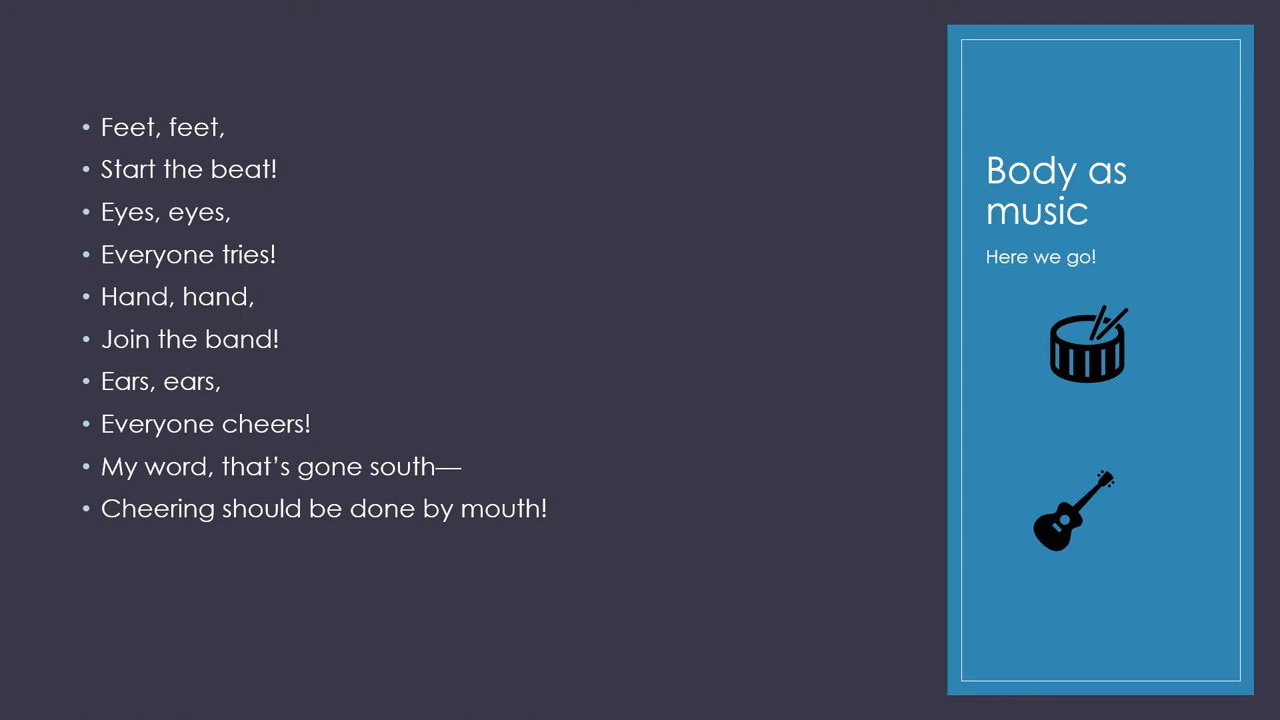 • Feet, feet,
• Start the beat!
• Eyes, eyes,
• Everyone tries!
• Hand, hand,
• Join the band!
• Ears, ears,
• Everyone cheers!
• My word, that’s gone south—
• Cheering should be done by mouth!
Body as
music
Here we go!